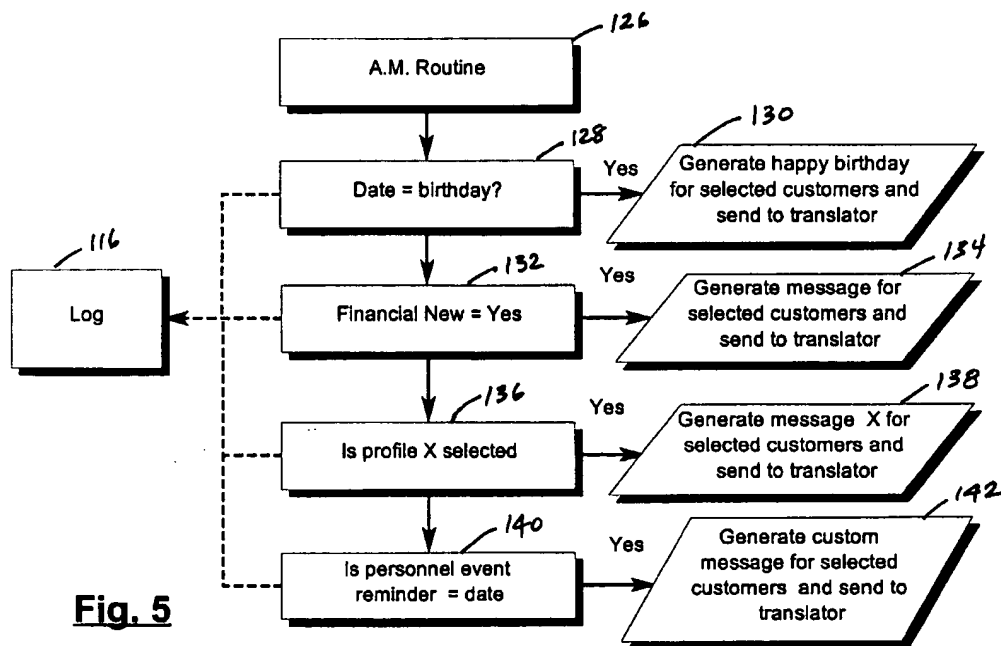 126
A.M. Routine
128
130
Date = birthday?
Yes
Generate happy birthday
for selected customers and
send to translator
116
Log
132
134
Financial New = Yes
Yes
Generate message for
selected customers and
send to translator
136
138
Is profile X selected
Yes
Generate message X for
selected customers and
send to translator
140
142
Is personnel event
reminder = date
Yes
Generate custom
message for selected
customers and send to
translator
Fig. 5